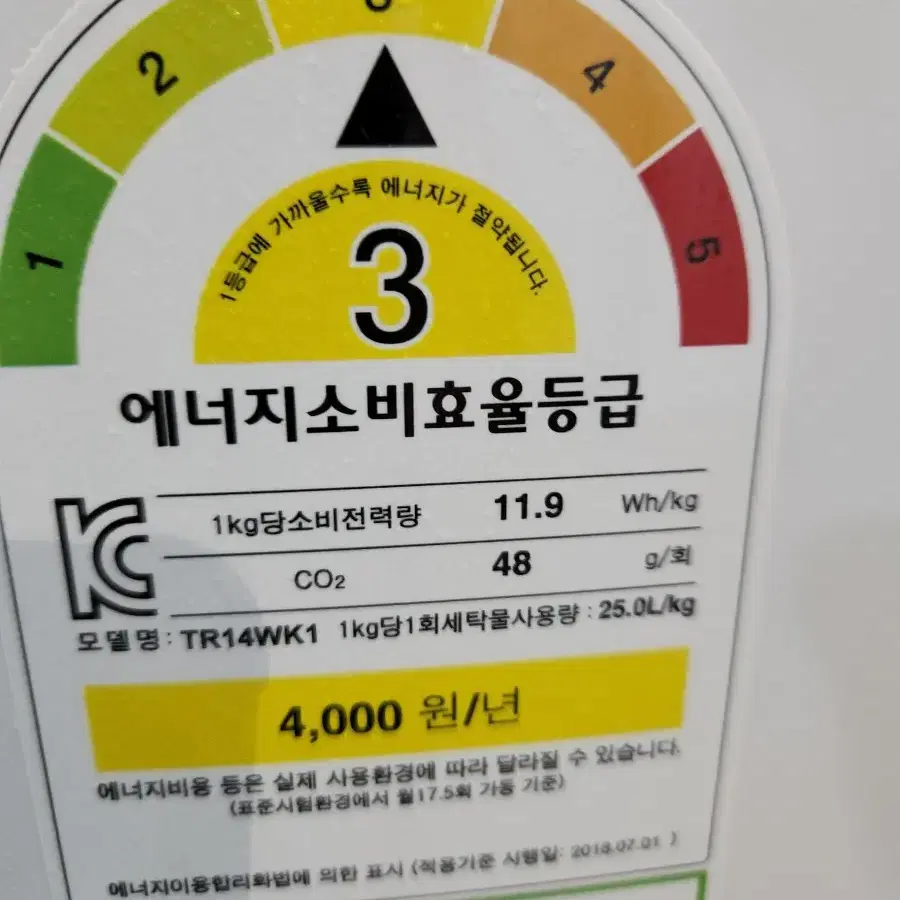 1
2
3
4
5
1등급에 가까울수록 에너지가 절약됩니다.
3
에너지소비효율등급
1kg당소비전력량 11.9 Wh/kg
CO₂ 48 g/회
모델명 : TR14WK1 1kg당1회세탁물사용량 : 25.0L/kg
4,000 원/년
에너지비용 등은 실제 사용환경에 따라 달라질 수 있습니다.
(표준시험환경에서 월17.5회 가동 기준)
에너지이용합리화법에 의한 표시 (적용기준 시행일: 2018.07.01 )